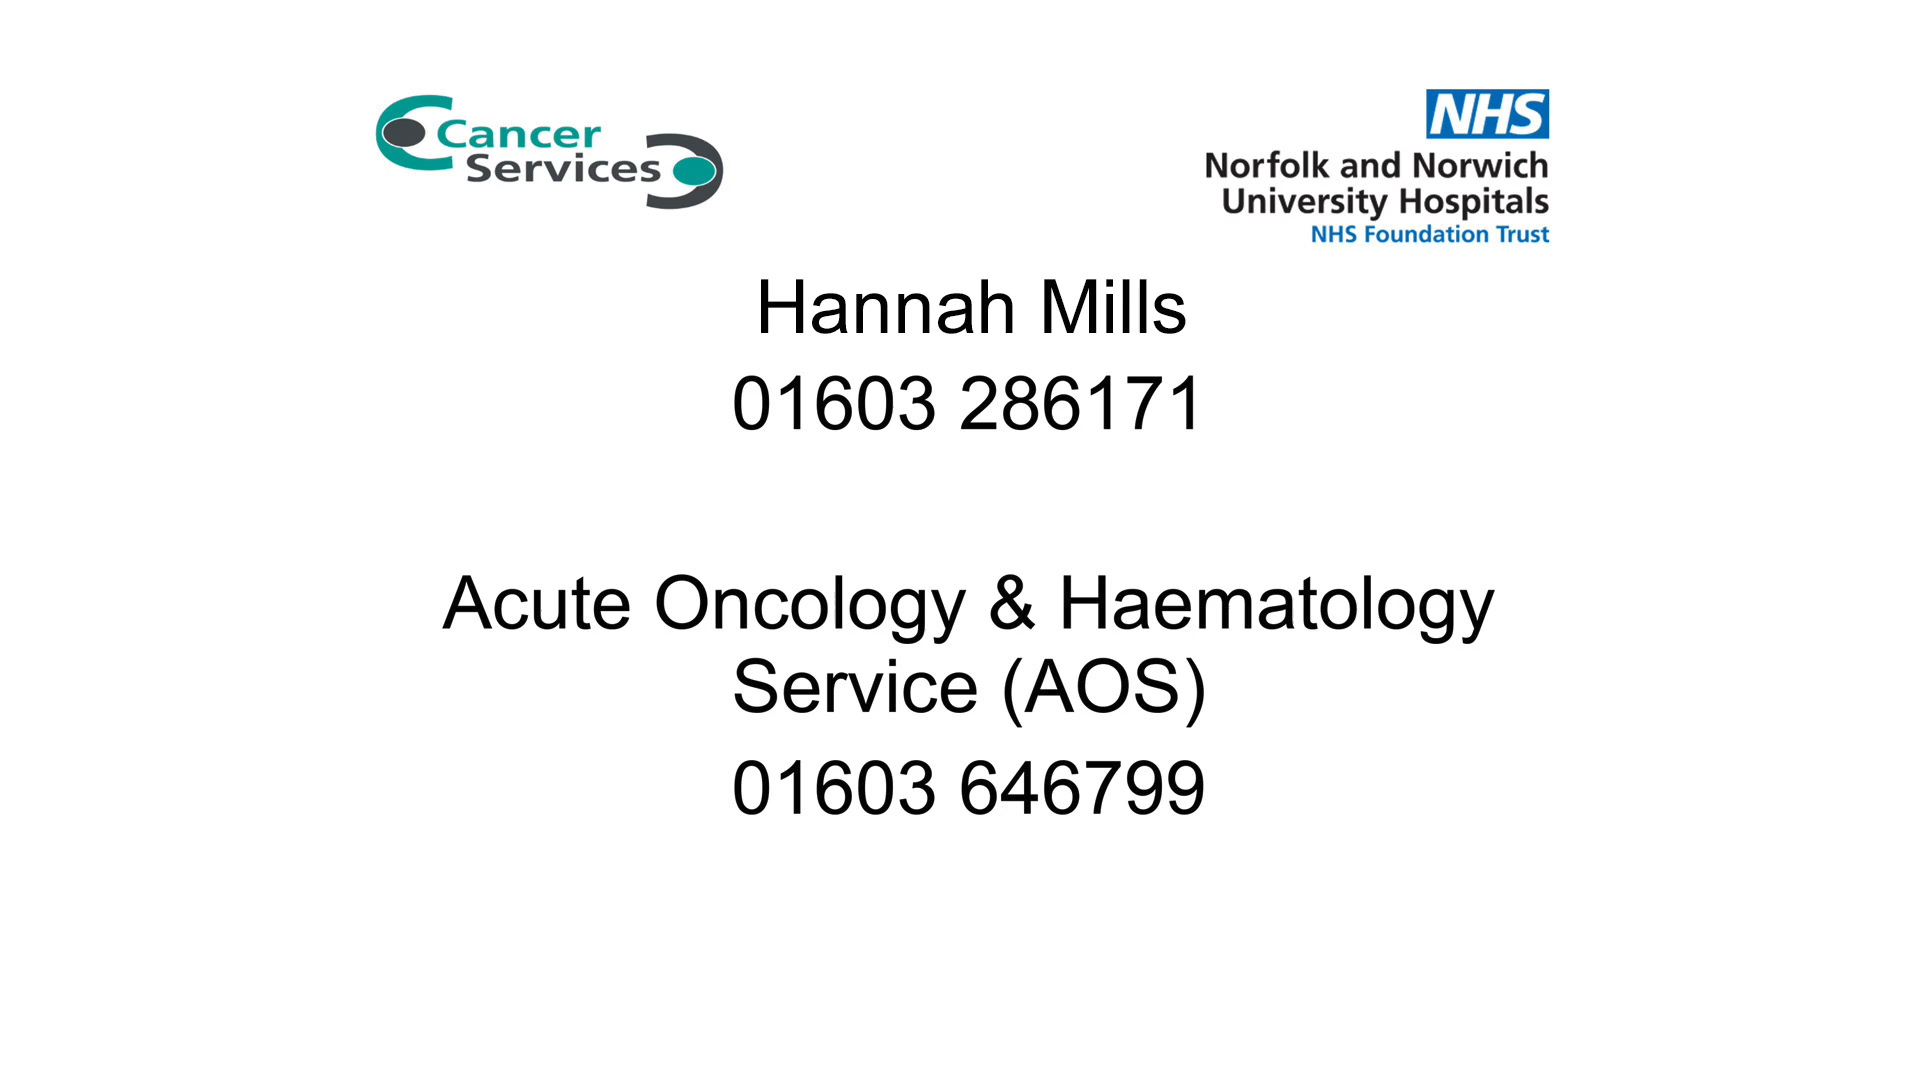 Cancer
Services
NHS
Norfolk and Norwich
University Hospitals
NHS Foundation Trust
Hannah Mills
01603 286171
Acute Oncology & Haematology
Service (AOS)
01603 646799